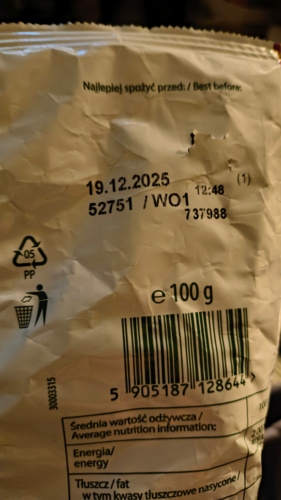 Najlepiej spożyć przed: / Best before:
19.12.2025 12:48 (1)
52751 / WO1 737988
05
PP
e 100 g
3000315
5 905187 128644 >
Średnia wartość odżywcza /
Average nutrition information:
Energia/
energy
Tłuszcz / fat
w tym kwasy tłuszczowe nasycone /